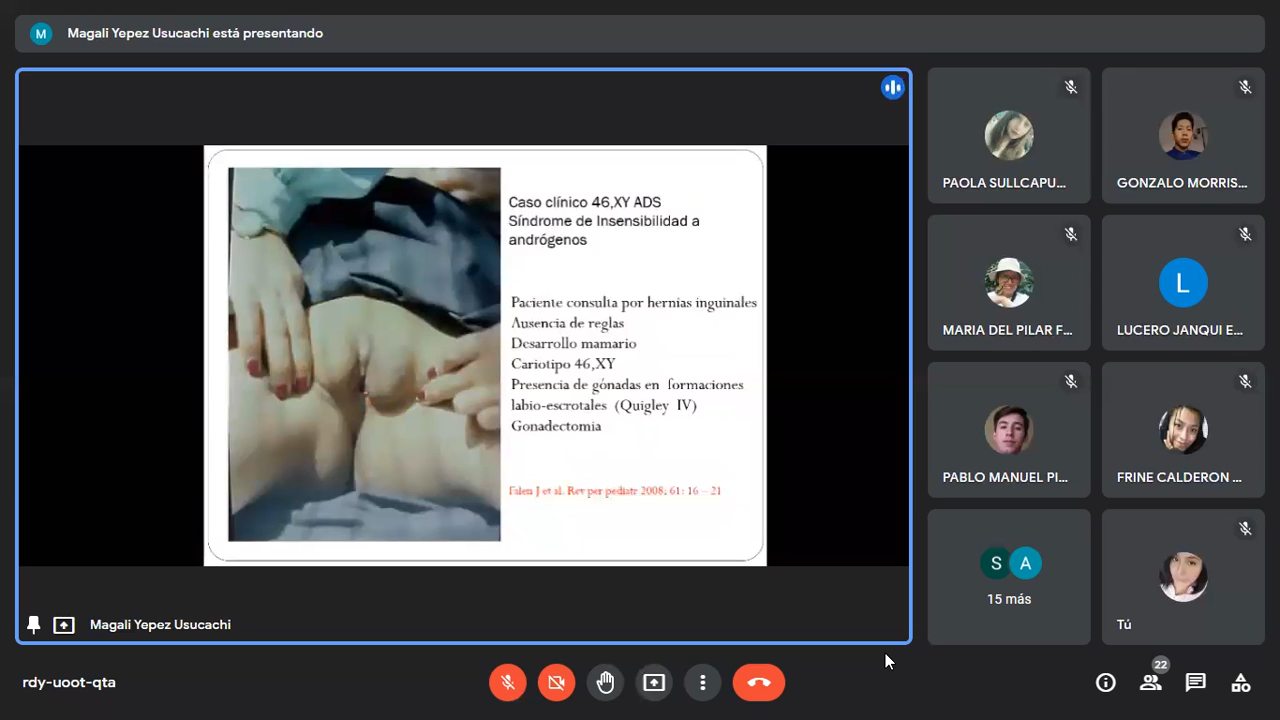 M
Magali Yepez Usucachi está presentando
Caso clínico 46,XY ADS
Síndrome de Insensibilidad a
andrógenos
Paciente consulta por hernias inguinales
Ausencia de reglas
Desarrollo mamario
Cariotipo 46,XY
Presencia de gónadas en formaciones
labio-escrotales (Quigley IV)
Gonadectomia
Falen J et al. Rev per pediatr 2008; 61: 16 – 21
Magali Yepez Usucachi
PAOLA SULLCAPU...
GONZALO MORRIS...
MARIA DEL PILAR F...
L
LUCERO JANQUI E...
PABLO MANUEL PI...
FRINE CALDERON ...
S A
15 más
Tú
rdy-uoot-qta
22